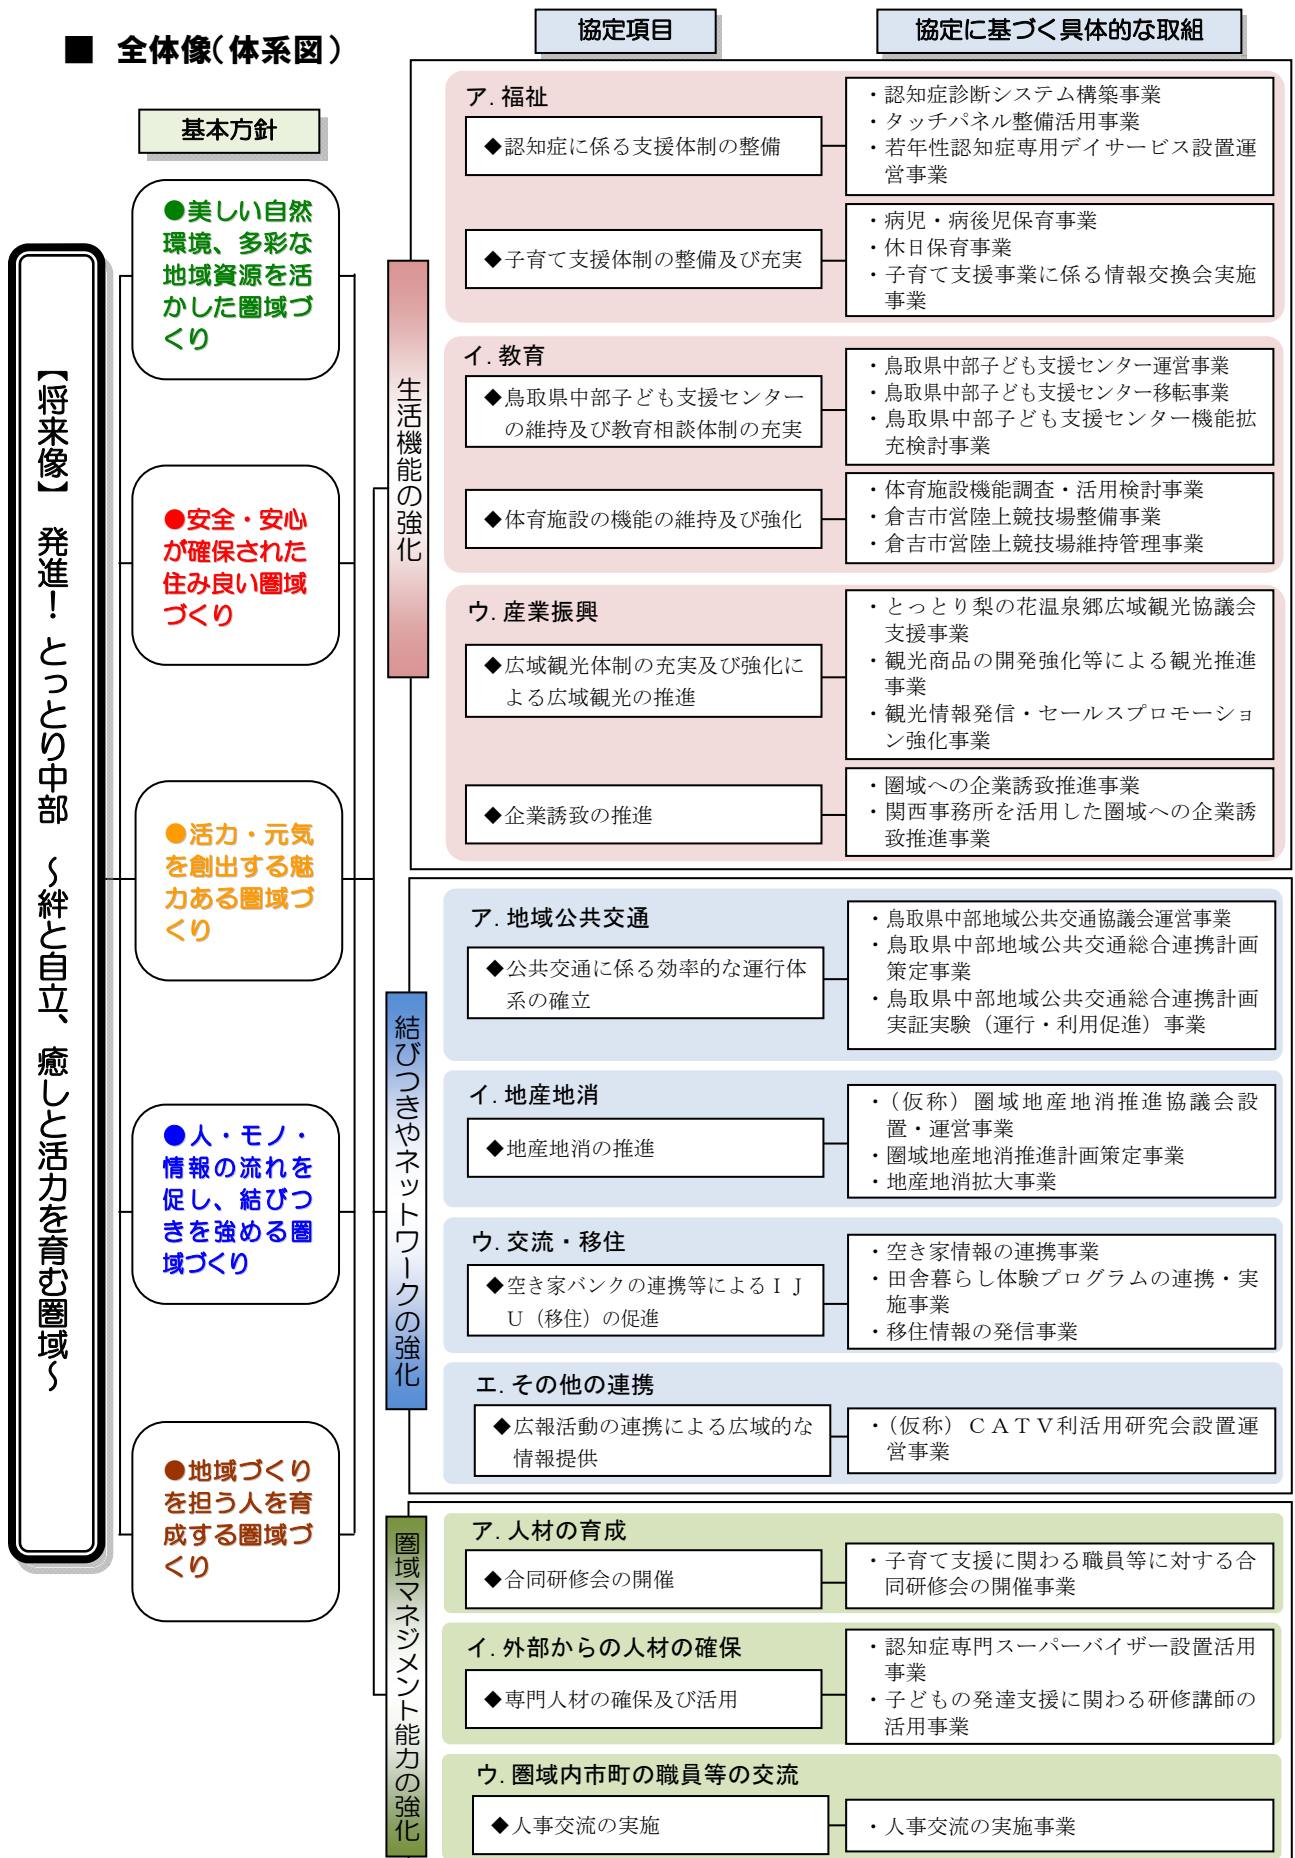 ■ 全体像(体系図)
協定項目
協定に基づく具体的な取組
基本方針
【将来像】 発進！とっとり中部 ～絆と自立、癒しと活力を育む圏域～
●美しい自然
環境、多彩な
地域資源を活
かした圏域づ
くり
●安全・安心
が確保された
住み良い圏域
づくり
●活力・元気
を創出する魅
力ある圏域づ
くり
●人・モノ・
情報の流れを
促し、結びつ
きを強める圏
域づくり
●地域づくり
を担う人を育
成する圏域づ
くり
生活機能の強化
ア.福祉
◆認知症に係る支援体制の整備
・認知症診断システム構築事業
・タッチパネル整備活用事業
・若年性認知症専用デイサービス設置運
営事業
◆子育て支援体制の整備及び充実
・病児・病後児保育事業
・休日保育事業
・子育て支援事業に係る情報交換会実施
事業
イ.教育
◆鳥取県中部子ども支援センター
の維持及び教育相談体制の充実
・鳥取県中部子ども支援センター運営事業
・鳥取県中部子ども支援センター移転事業
・鳥取県中部子ども支援センター機能拡
充検討事業
◆体育施設の機能の維持及び強化
・体育施設機能調査・活用検討事業
・倉吉市営陸上競技場整備事業
・倉吉市営陸上競技場維持管理事業
ウ.産業振興
◆広域観光体制の充実及び強化に
よる広域観光の推進
・とっとり梨の花温泉郷広域観光協議会
支援事業
・観光商品の開発強化等による観光推進
事業
・観光情報発信・セールスプロモーショ
ン強化事業
◆企業誘致の推進
・圏域への企業誘致推進事業
・関西事務所を活用した圏域への企業誘
致推進事業
結びつきやネットワークの強化
ア.地域公共交通
◆公共交通に係る効率的な運行体
系の確立
・鳥取県中部地域公共交通協議会運営事業
・鳥取県中部地域公共交通総合連携計画
策定事業
・鳥取県中部地域公共交通総合連携計画
実証実験（運行・利用促進）事業
イ.地産地消
◆地産地消の推進
・（仮称）圏域地産地消推進協議会設
置・運営事業
・圏域地産地消推進計画策定事業
・地産地消拡大事業
ウ.交流・移住
◆空き家バンクの連携等によるＩＪ
Ｕ（移住）の促進
・空き家情報の連携事業
・田舎暮らし体験プログラムの連携・実
施事業
・移住情報の発信事業
エ.その他の連携
◆広報活動の連携による広域的な
情報提供
・（仮称）ＣＡＴＶ利活用研究会設置運
営事業
圏域マネジメント能力の強化
ア.人材の育成
◆合同研修会の開催
・子育て支援に関わる職員等に対する合
同研修会の開催事業
イ.外部からの人材の確保
◆専門人材の確保及び活用
・認知症専門スーパーバイザー設置活用
事業
・子どもの発達支援に関わる研修講師の
活用事業
ウ.圏域内市町の職員等の交流
◆人事交流の実施
・人事交流の実施事業